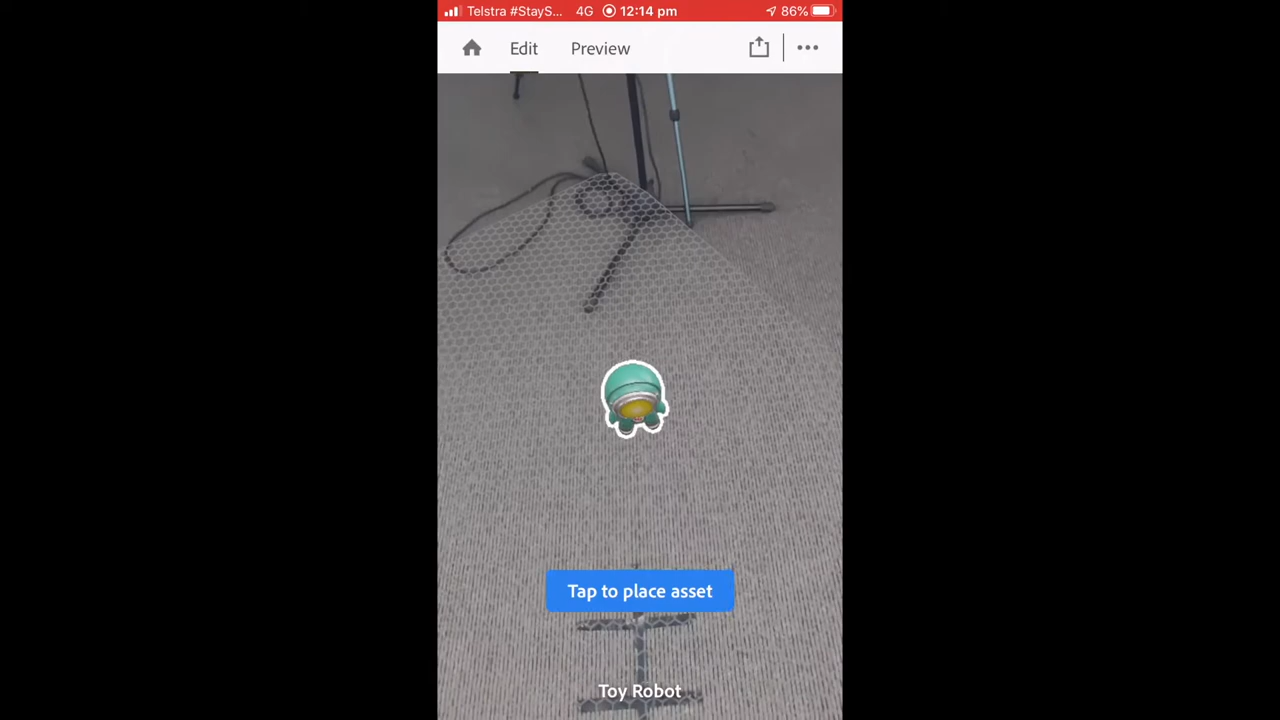 Telstra #StayS... 4G 12:14 pm 86%
Edit Preview
Tap to place asset
Toy Robot